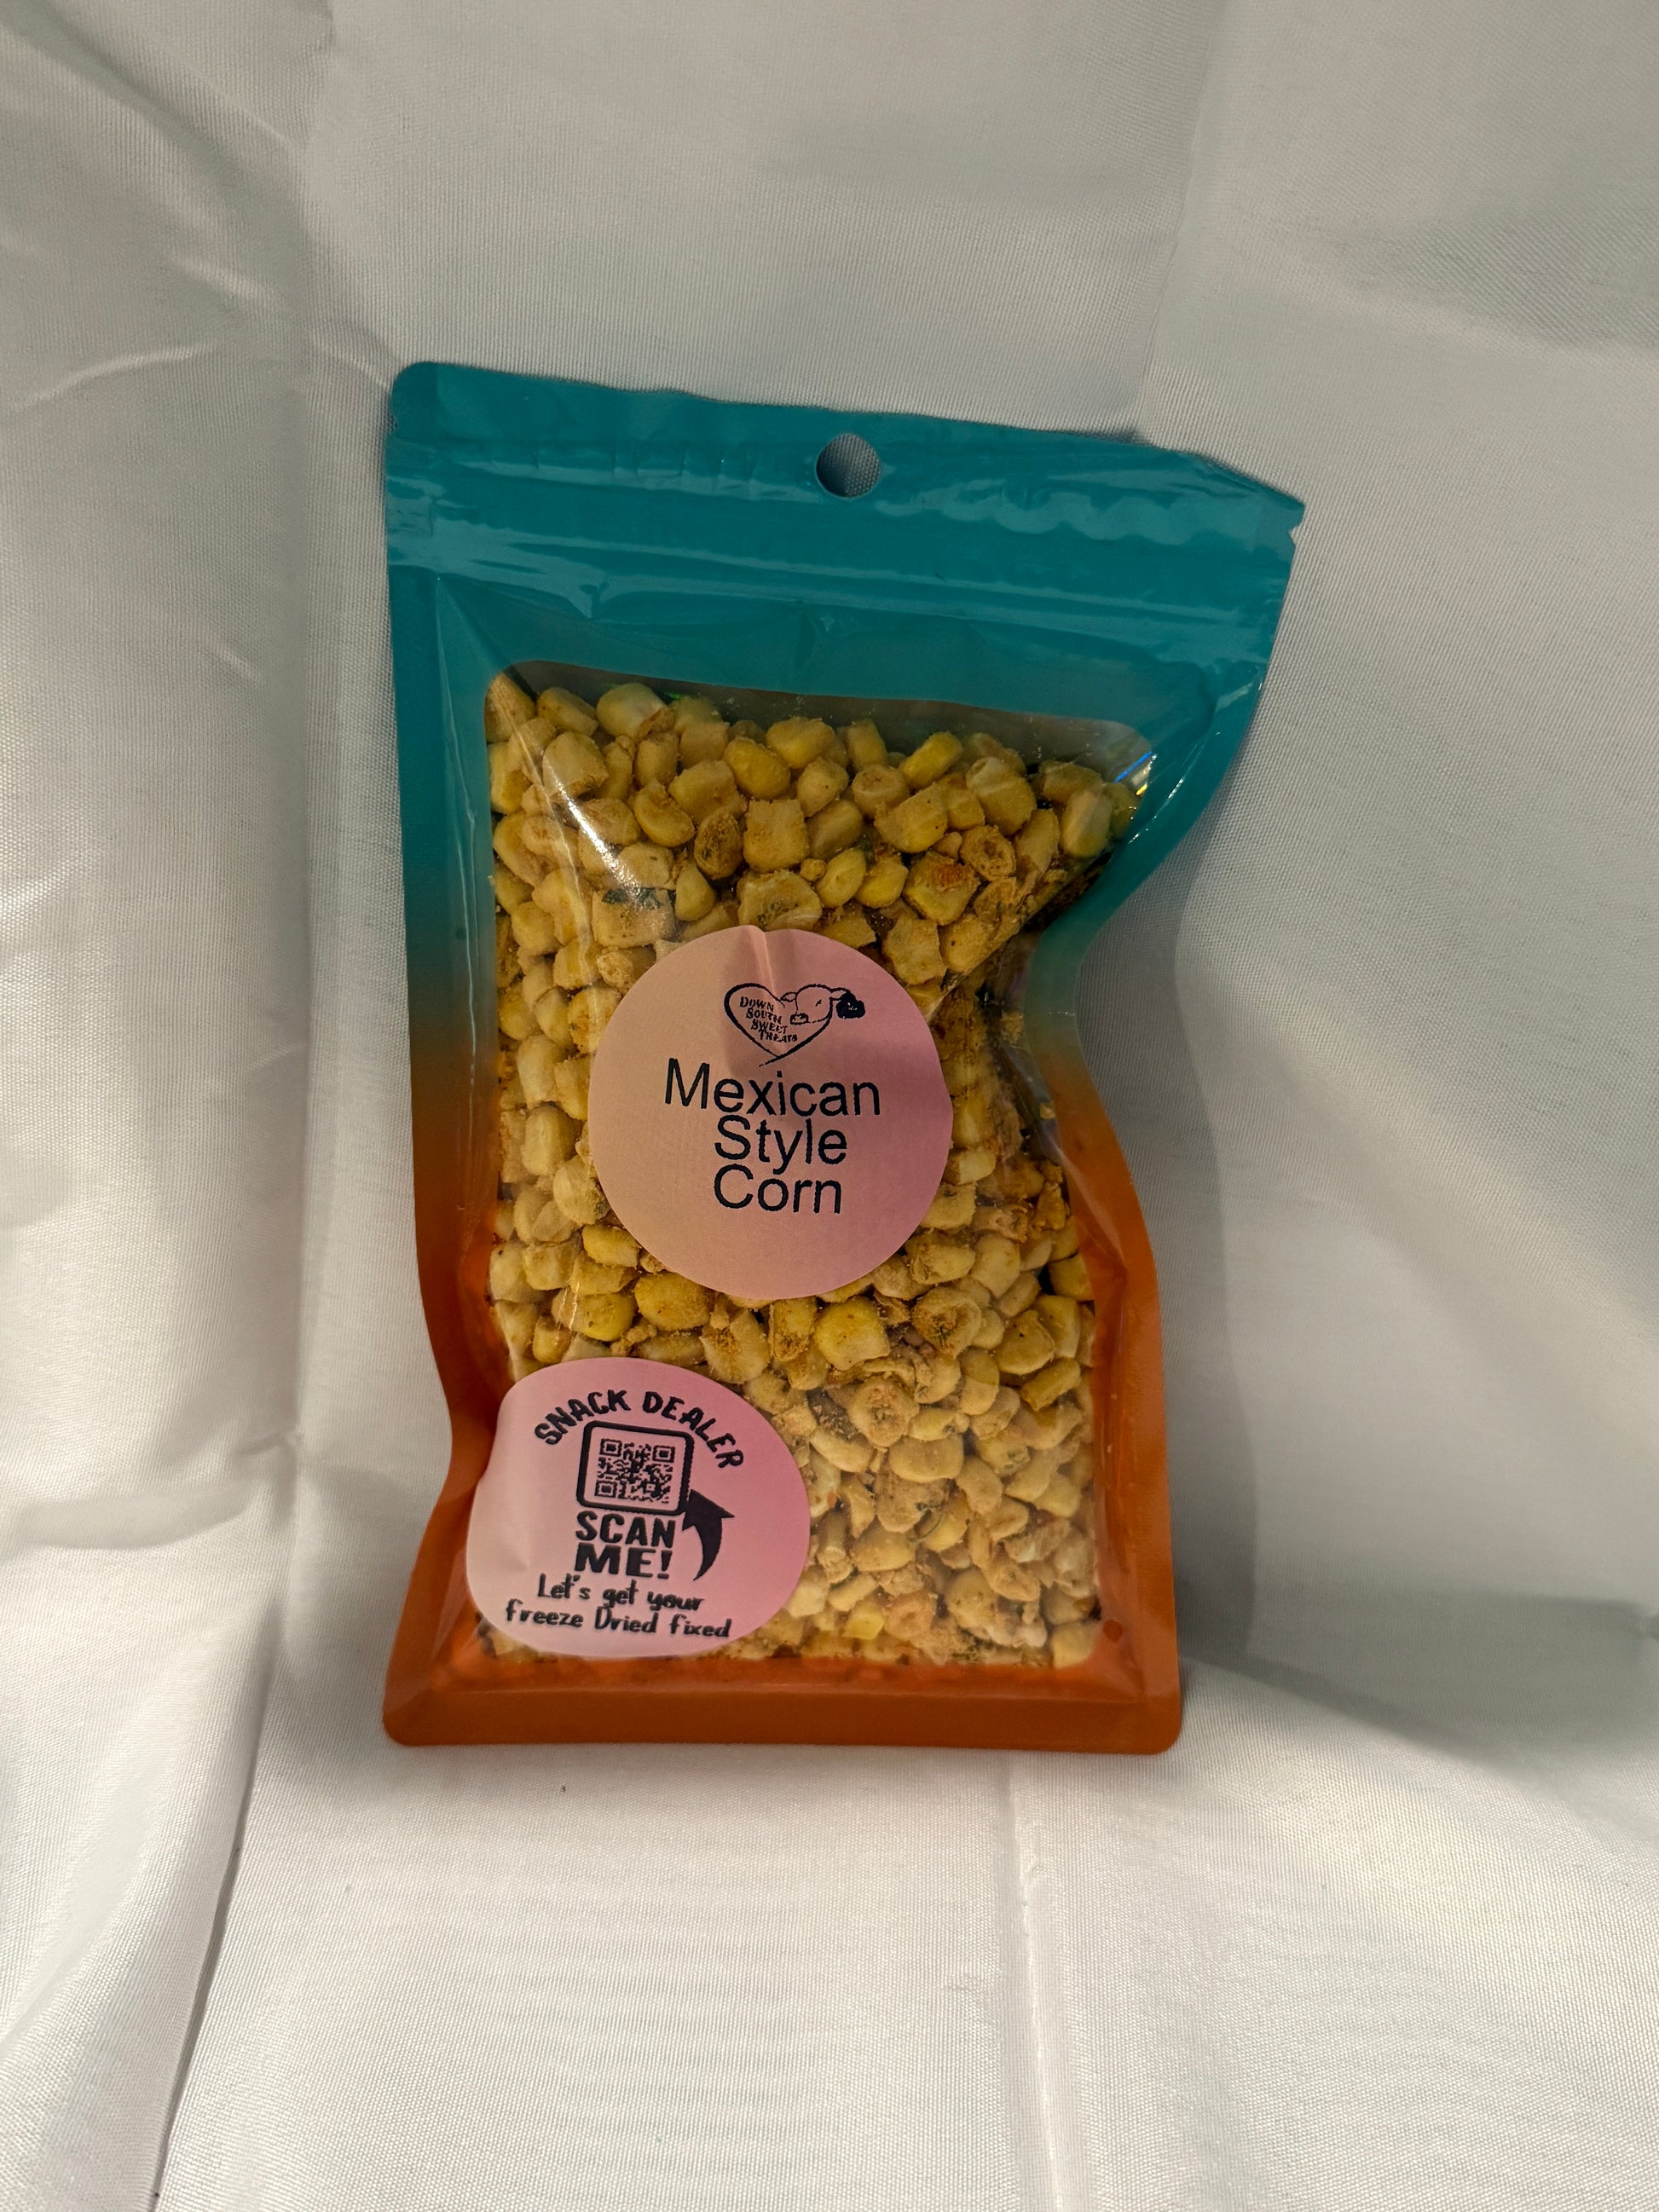 DOWN
SOUTH
SWEET
TREATS
Mexican
Style
Corn
SNACK DEALER
SCAN
ME!
Let's get your
freeze Dried fixed